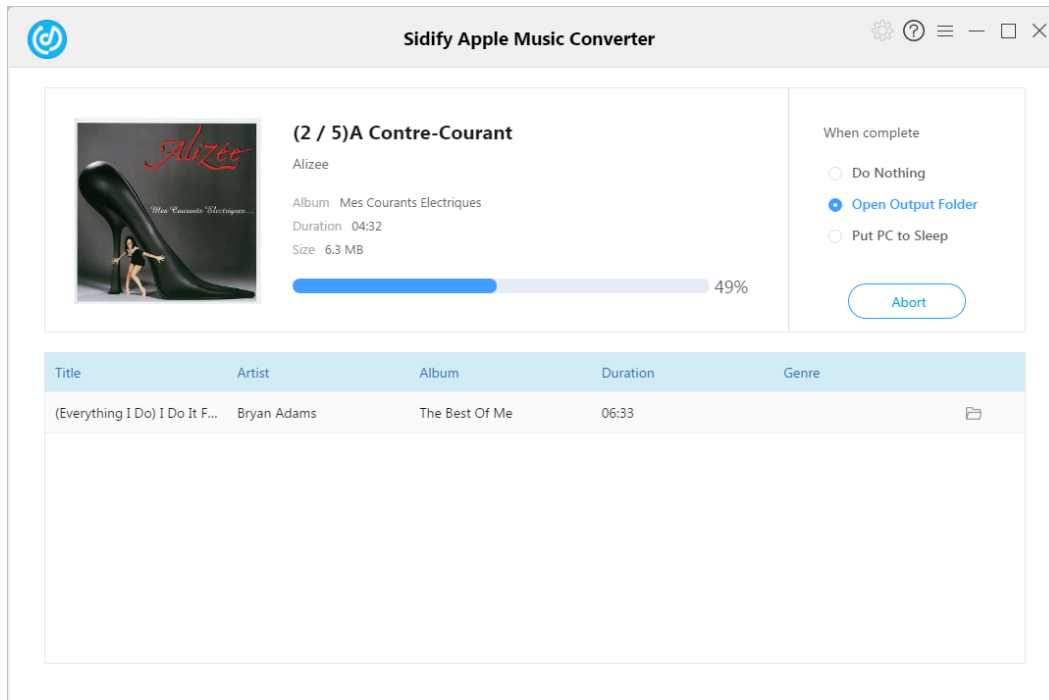 Sidify Apple Music Converter
Alizée
Mes Courants Electriques...
(2 / 5)A Contre-Courant
Alizee
Album Mes Courants Electriques
Duration 04:32
Size 6.3 MB
49%
When complete
Do Nothing
Open Output Folder
Put PC to Sleep
Abort
Title Artist Album Duration Genre
(Everything I Do) I Do It F... Bryan Adams The Best Of Me 06:33